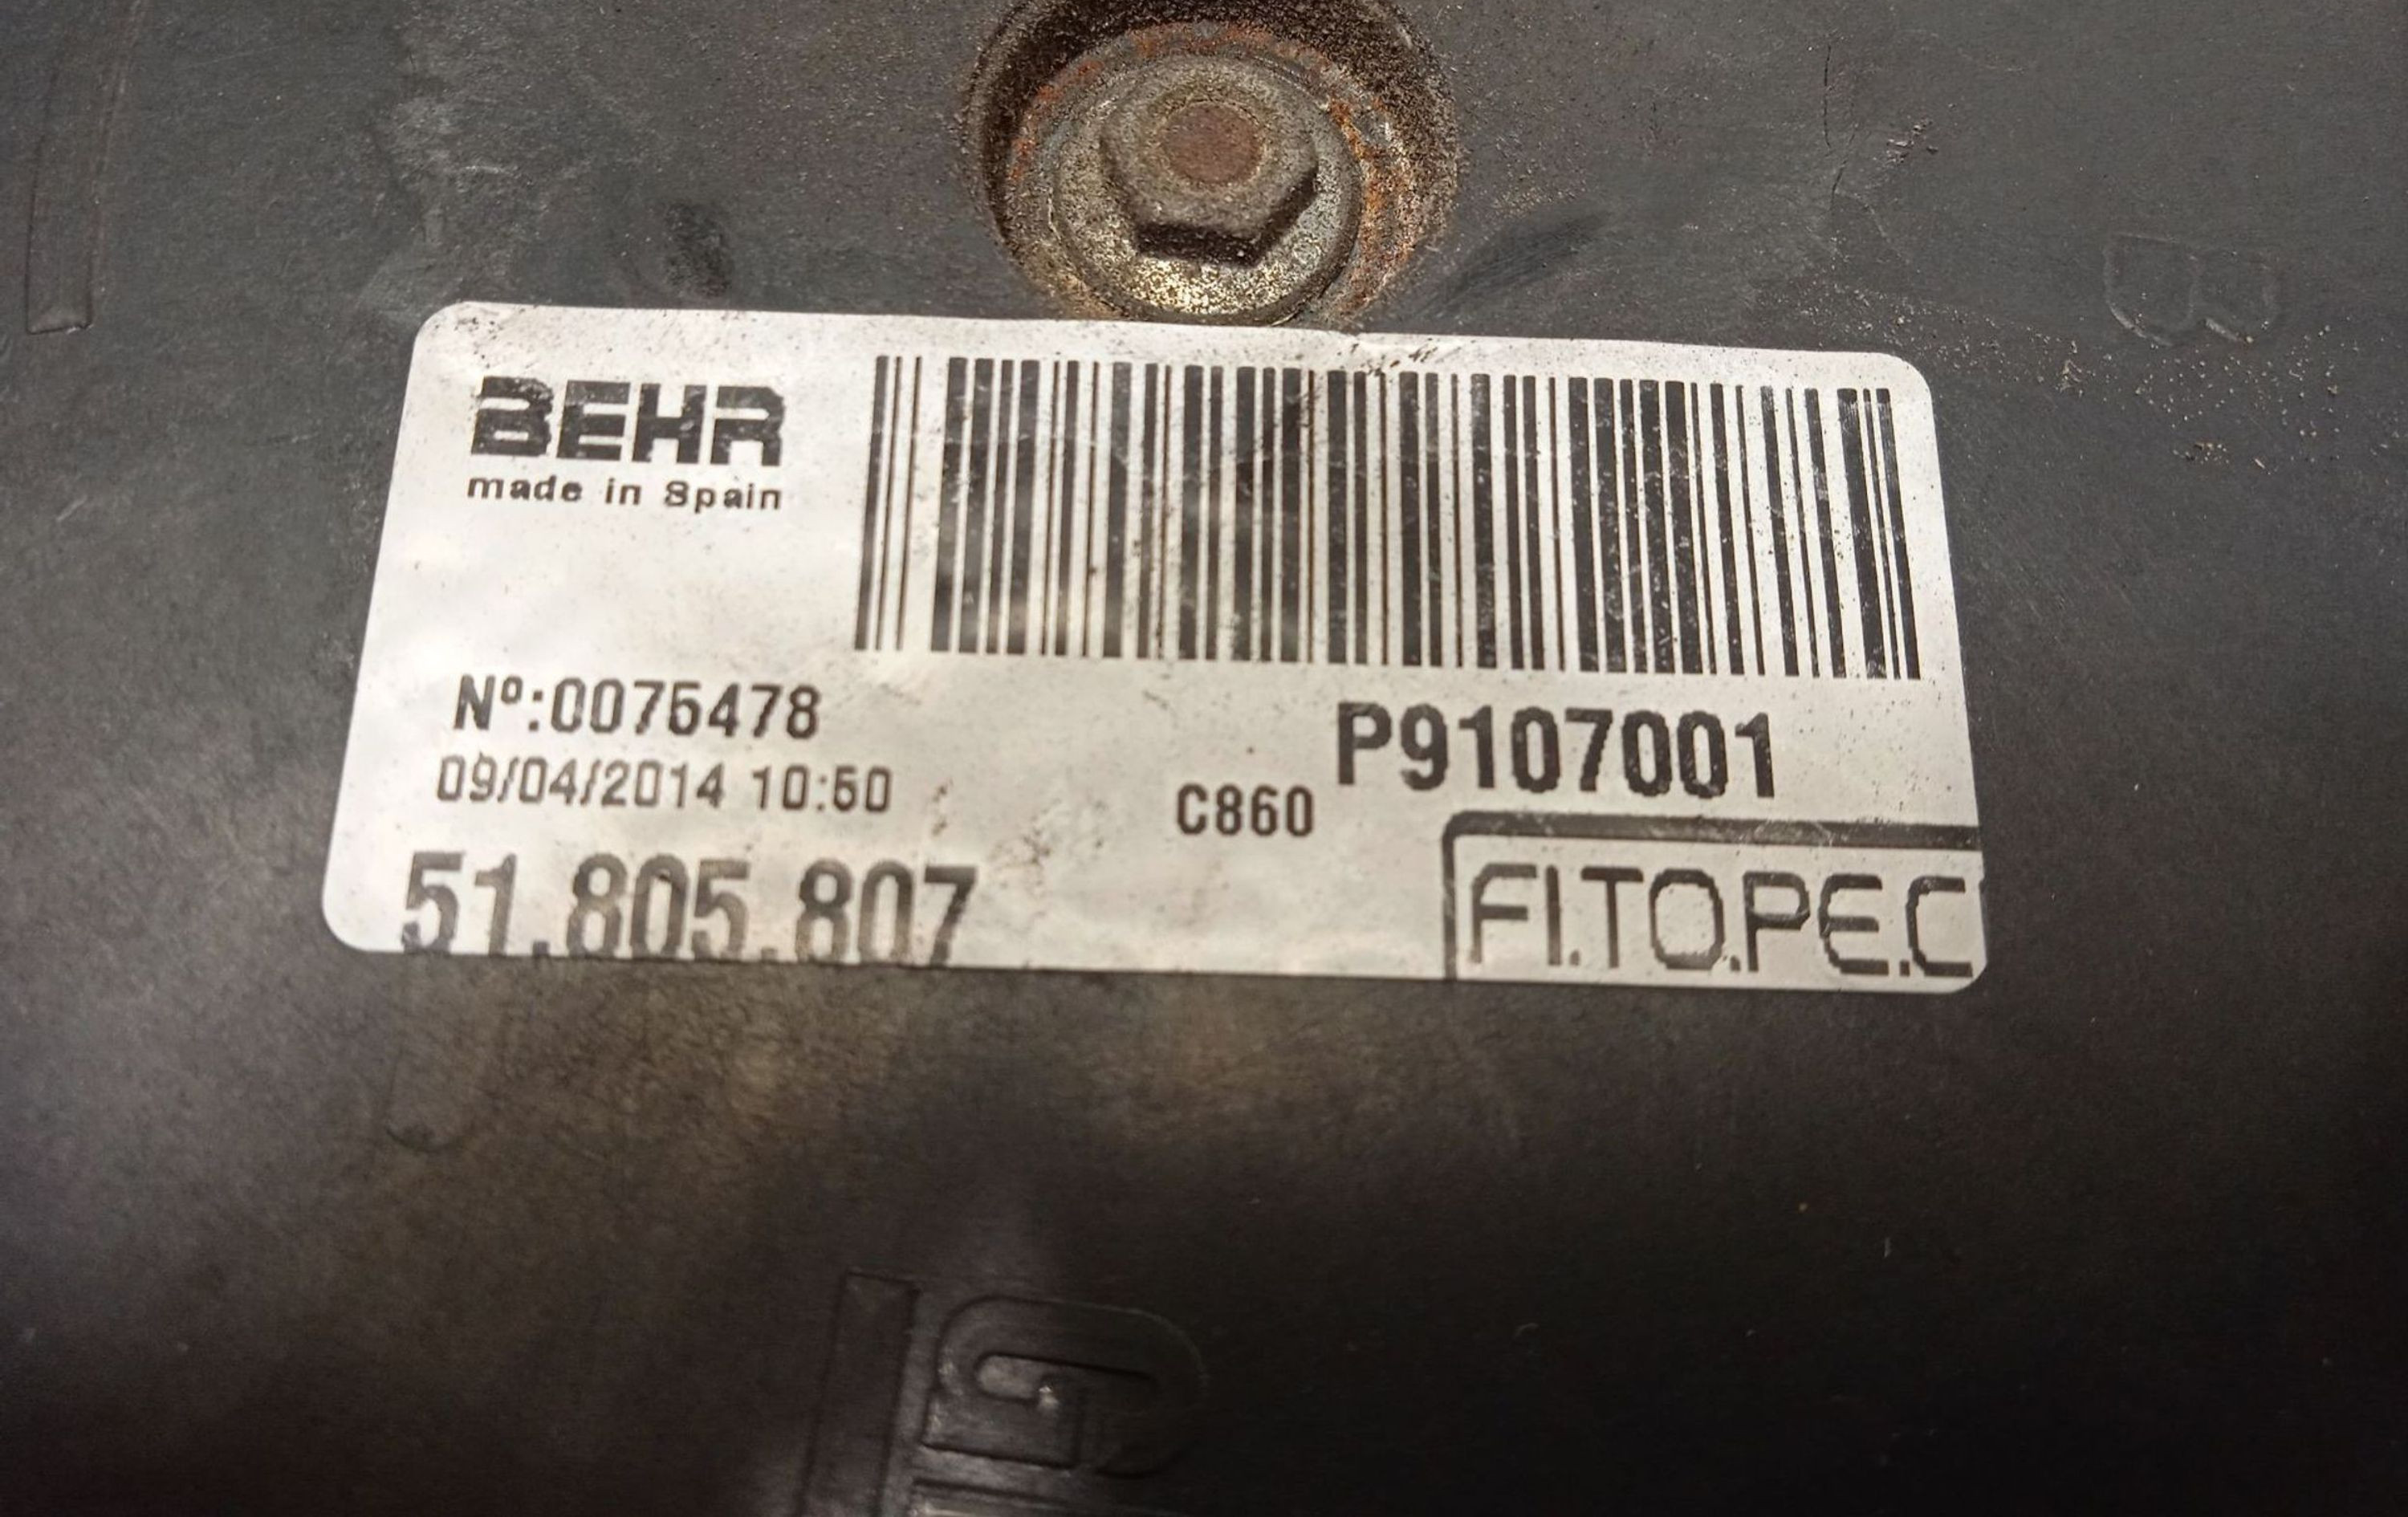 BEHR
made in Spain
Nº:0075478
P9107001
09/04/2014 10:50
C860
51.805.807
FI.TO.PE.C
B
G